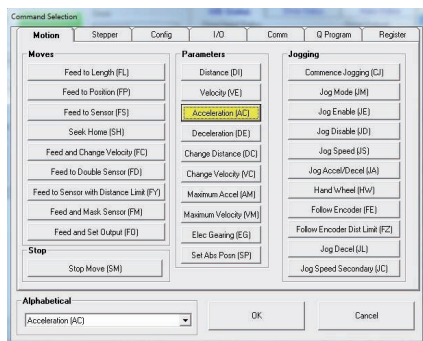 Command Selection
Motion Stepper Config I/O Comm Q Program Register
Moves
Feed to Length (FL)
Feed to Position (FP)
Feed to Sensor (FS)
Seek Home (SH)
Feed and Change Velocity (FC)
Feed to Double Sensor (FD)
Feed to Sensor with Distance Limit (FY)
Feed and Mask Sensor (FM)
Feed and Set Output (FO)
Stop
Stop Move (SM)
Parameters
Distance (DI)
Velocity (VE)
Acceleration (AC)
Deceleration (DE)
Change Distance (DC)
Change Velocity (VC)
Maximum Accel (AM)
Maximum Velocity (VM)
Elec Gearing (EG)
Set Abs Posn (SP)
Jogging
Commence Jogging (CJ)
Jog Mode (JM)
Jog Enable (JE)
Jog Disable (JD)
Jog Speed (JS)
Jog Accel/Decel (JA)
Hand Wheel (HW)
Follow Encoder (FE)
Follow Encoder Dist Limit (FZ)
Jog Decel (JL)
Jog Speed Secondary (JC)
Alphabetical
Acceleration (AC)
OK
Cancel